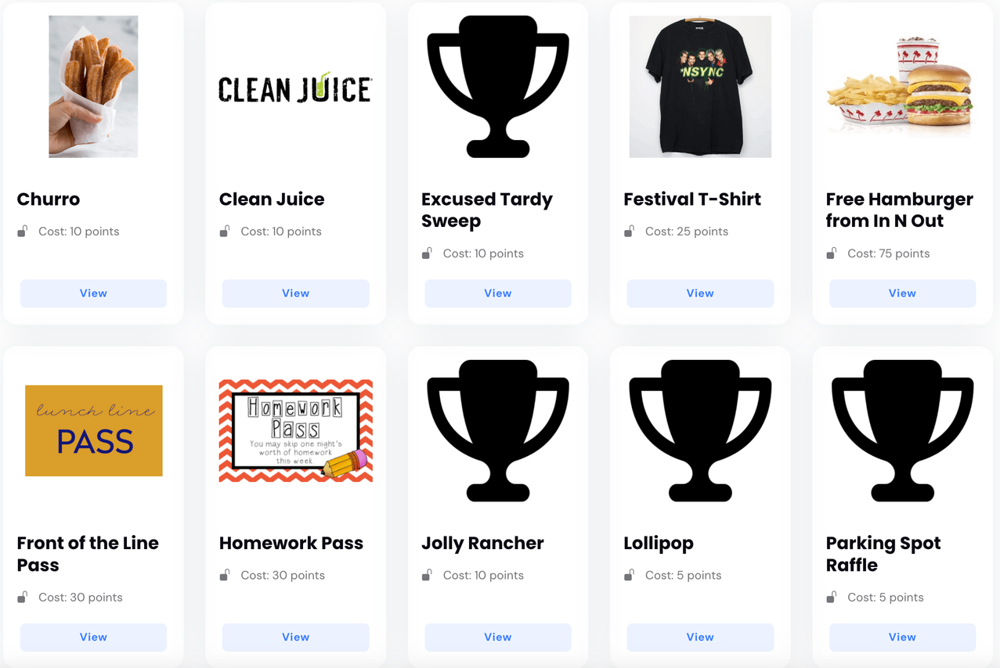 CLEAN JUICE
*NSYNC
Churro
Cost: 10 points
View
Clean Juice
Cost: 10 points
View
Excused Tardy
Sweep
Cost: 10 points
View
Festival T-Shirt
Cost: 25 points
View
Free Hamburger
from In N Out
Cost: 75 points
View
lunch line
PASS
Homework
Pass
You may skip one night's
worth of homework
this week
Front of the Line
Pass
Cost: 30 points
View
Homework Pass
Cost: 30 points
View
Jolly Rancher
Cost: 10 points
View
Lollipop
Cost: 5 points
View
Parking Spot
Raffle
Cost: 5 points
View